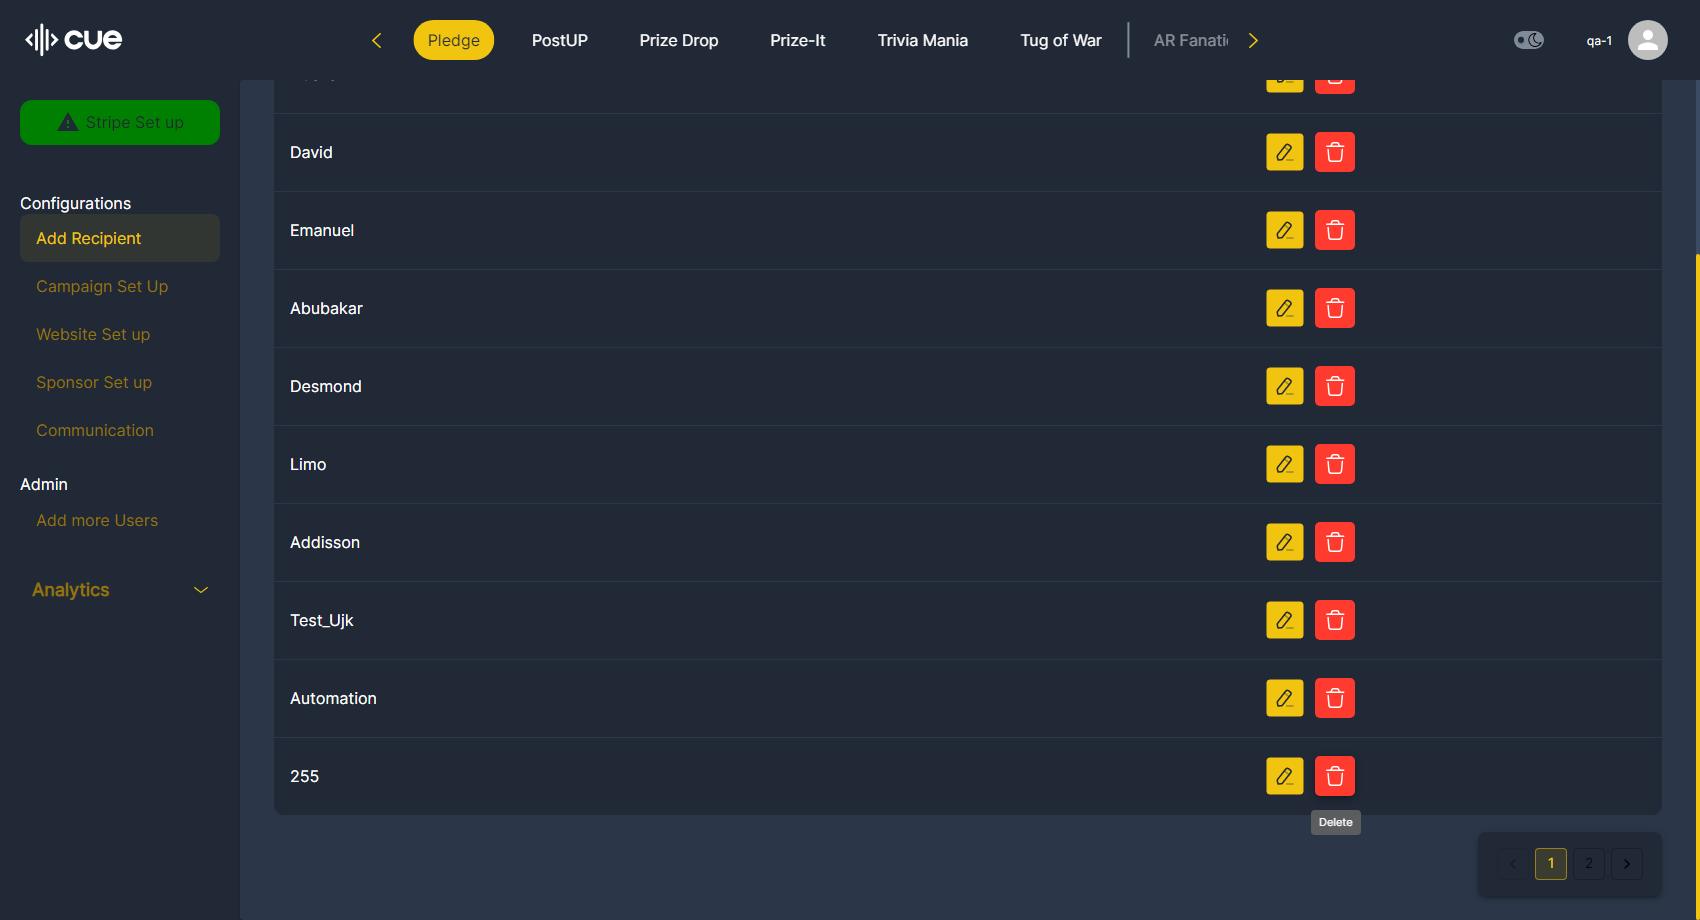 cue
Pledge
PostUP
Prize Drop
Prize-It
Trivia Mania
Tug of War
AR Fanati
qa-1
Stripe Set up
Configurations
Add Recipient
Campaign Set Up
Website Set up
Sponsor Set up
Communication
Admin
Add more Users
Analytics
David
Emanuel
Abubakar
Desmond
Limo
Addisson
Test_Ujk
Automation
255
Delete
1
2